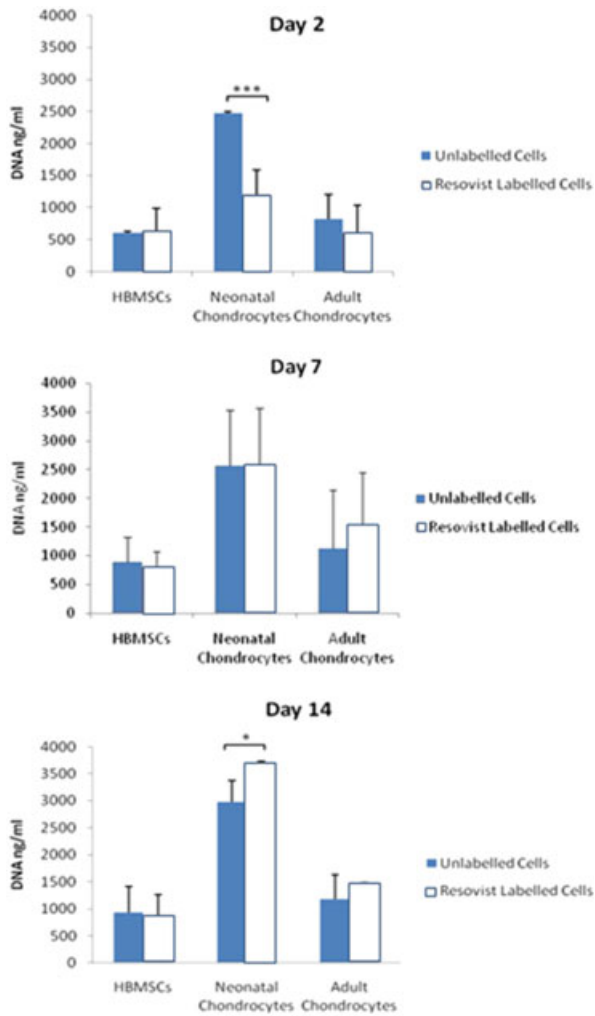 Day 2
4000
3500
3000
2500
2000
1500
1000
500
0
DNA ng/ml
***
Unlabelled Cells
Resovist Labelled Cells
HBMSCs
Neonatal
Chondrocytes
Adult
Chondrocytes
Day 7
4000
3500
3000
2500
2000
1500
1000
500
0
DNA ng/ml
Unlabelled Cells
Resovist Labelled Cells
HBMSCs
Neonatal
Chondrocytes
Adult
Chondrocytes
Day 14
4000
3500
3000
2500
2000
1500
1000
500
0
DNA ng/ml
*
Unlabelled Cells
Resovist Labelled Cells
HBMSCs
Neonatal
Chondrocytes
Adult
Chondrocytes